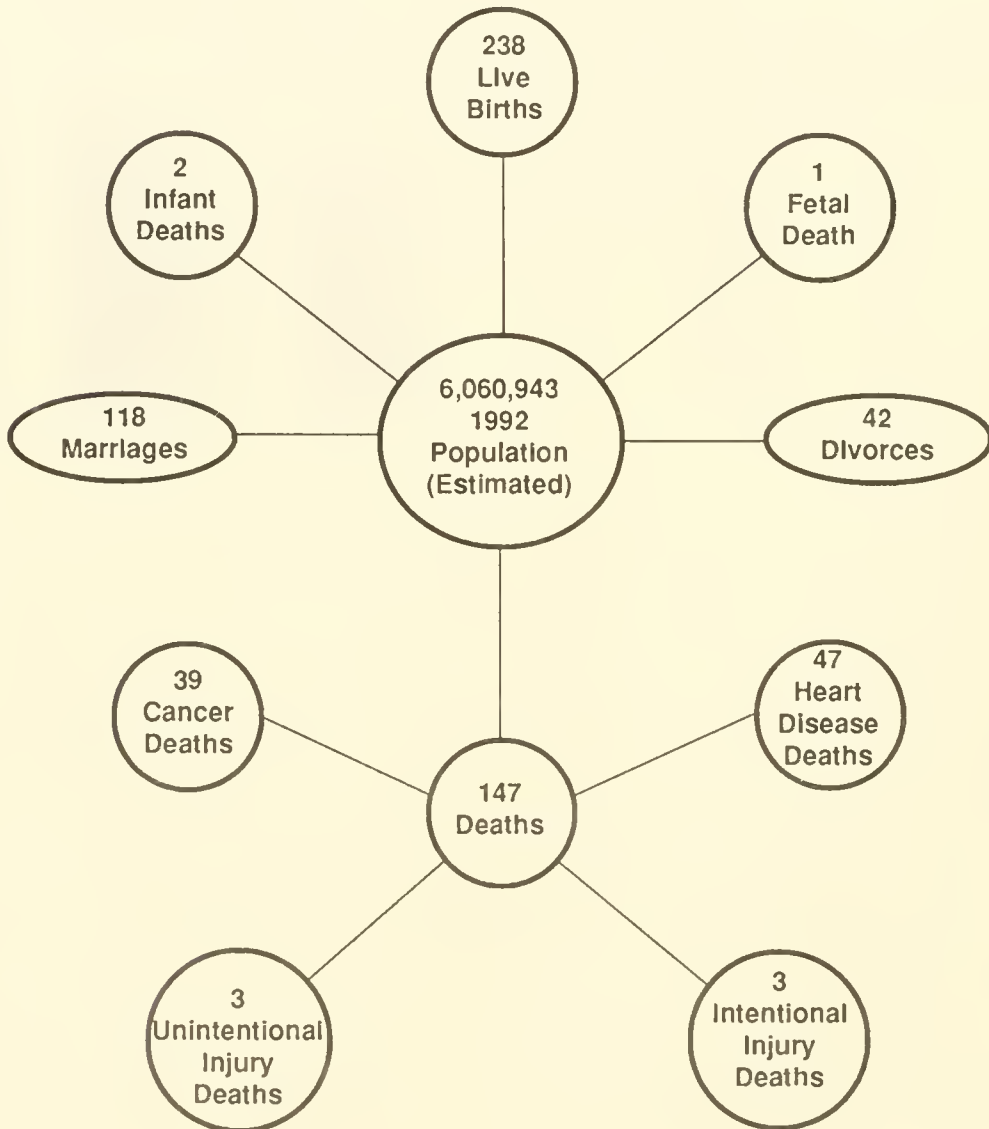 238
Live
Births
2
Infant
Deaths
1
Fetal
Death
6,060,943
1992
Population
(Estimated)
118
Marriages
42
Divorces
39
Cancer
Deaths
47
Heart
Disease
Deaths
147
Deaths
3
Unintentional
Injury
Deaths
3
Intentional
Injury
Deaths